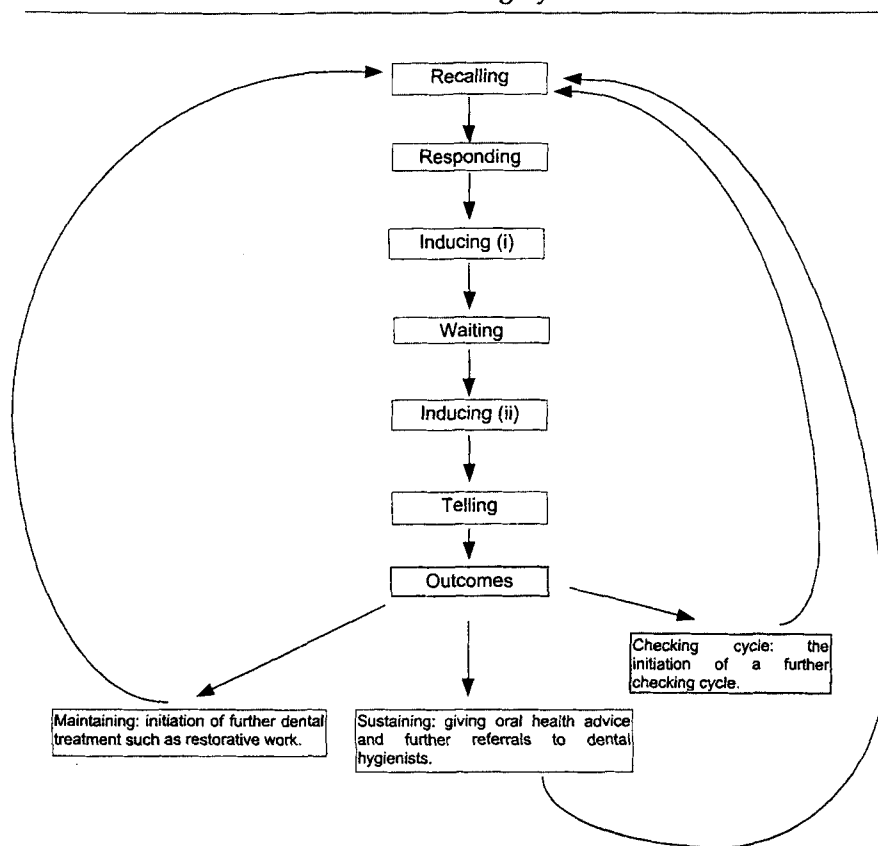 Recalling
Responding
Inducing (i)
Waiting
Inducing (ii)
Telling
Outcomes
Checking cycle: the
initiation of a further
checking cycle.
Maintaining: initiation of further dental
treatment such as restorative work.
Sustaining: giving oral health advice
and further referrals to dental
hygienists.